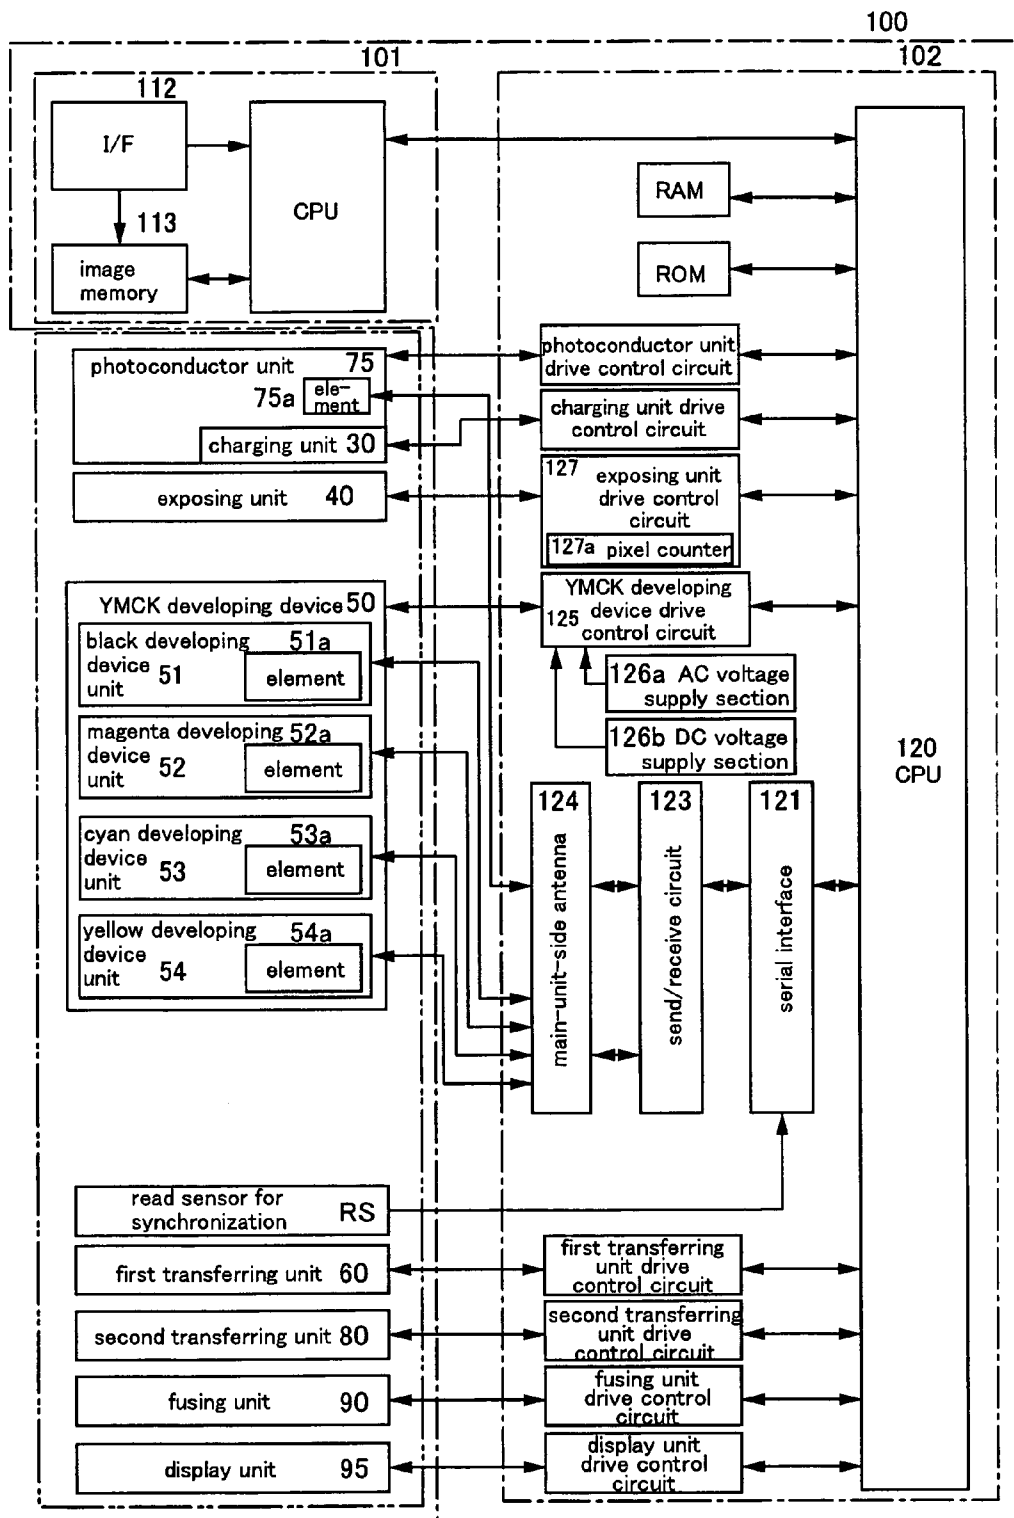 100
101
102
112
I/F
CPU
113
image
memory
RAM
ROM
120
CPU
photoconductor unit 75
75a
ele-
ment
charging unit 30
exposing unit 40
photoconductor unit
drive control circuit
charging unit drive
control circuit
127 exposing unit
drive control
circuit
127a pixel counter
YMCK developing device 50
black developing 51a
device
unit 51
element
magenta developing 52a
device
unit 52
element
cyan developing 53a
device
unit 53
element
yellow developing 54a
device
unit 54
element
YMCK developing
device drive
125 control circuit
126a AC voltage
supply section
126b DC voltage
supply section
124
main-unit-side antenna
123
send/receive circuit
121
serial interface
read sensor for
synchronization RS
first transferring unit 60
first transferring
unit drive
control circuit
second transferring unit 80
second transferring
unit drive
control circuit
fusing unit 90
fusing unit
drive control
circuit
display unit 95
display unit
drive control
circuit